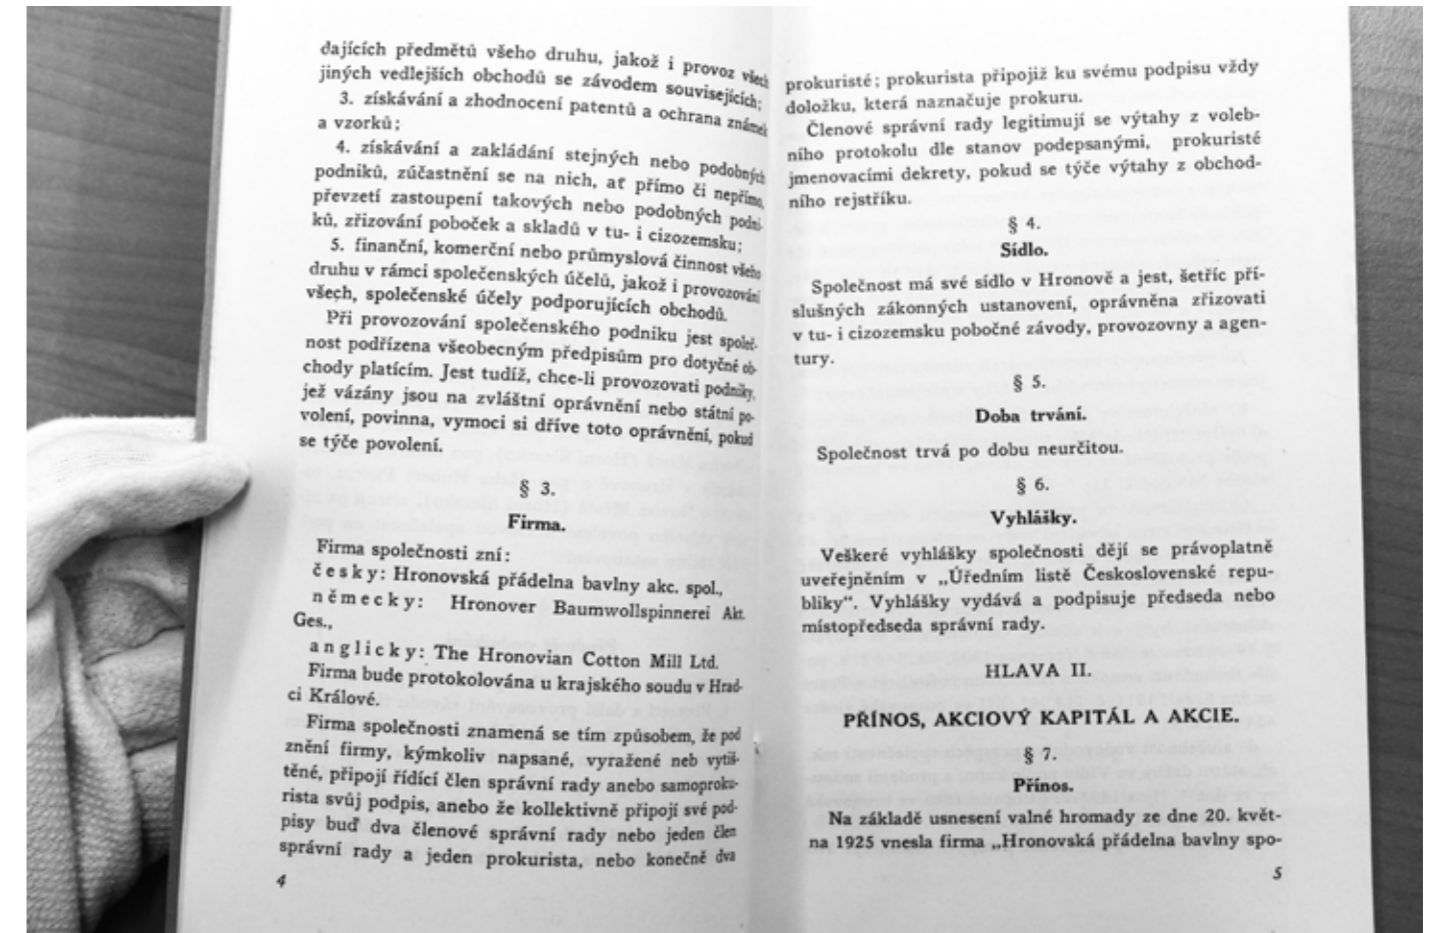 dajících předmětů všeho druhu, jakož i provoz všech
jiných vedlejších obchodů se závodem souvisejících;
3. získávání a zhodnocení patentů a ochrana známek
a vzorků;
4. získávání a zakládání stejných nebo podobných
podniků, zúčastnění se na nich, ať přímo či nepřímo,
převzetí zastoupení takových nebo podobných podni-
ků, zřizování poboček a skladů v tu- i cizozemsku;
5. finanční, komerční nebo průmyslová činnost všeho
druhu v rámci společenských účelů, jakož i provozování
všech, společenské účely podporujících obchodů.
Při provozování společenského podniku jest společ-
nost podřízena všeobecným předpisům pro dotyčné ob-
chody platícím. Jest tudíž, chce-li provozovati podniky,
jež vázány jsou na zvláštní oprávnění nebo státní po-
volení, povinna, vymoci si dříve toto oprávnění, pokud
se týče povolení.
§ 3.
Firma.
Firma společnosti zní:
česky: Hronovská přádelna bavlny akc. spol.,
německy: Hronover Baumwollspinnerei Akt.
Ges.,
anglicky: The Hronovian Cotton Mill Ltd.
Firma bude protokolována u krajského soudu v Hrad-
ci Králové.
Firma společnosti znamená se tím způsobem, že pod
znění firmy, kýmkoliv napsané, vyražené neb vytiš-
těné, připojí řídící člen správní rady anebo samoproku-
rista svůj podpis, anebo že kollektivně připojí své pod-
pisy buď dva členové správní rady nebo jeden člen
správní rady a jeden prokurista, nebo konečně dva
4
prokuristé; prokurista připojiž ku svému podpisu vždy
doložku, která naznačuje prokuru.
Členové správní rady legitimují se výtahy z voleb-
ního protokolu dle stanov podepsanými, prokuristé
jmenovacími dekrety, pokud se týče výtahy z obchod-
ního rejstříku.
§ 4.
Sídlo.
Společnost má své sídlo v Hronově a jest, šetříc pří-
slušných zákonných ustanovení, oprávněna zřizovati
v tu- i cizozemsku pobočné závody, provozovny a agen-
tury.
§ 5.
Doba trvání.
Společnost trvá po dobu neurčitou.
§ 6.
Vyhlášky.
Veškeré vyhlášky společnosti dějí se právoplatně
uveřejněním v „Úředním listě Československé repu-
bliky“. Vyhlášky vydává a podpisuje předseda nebo
místopředseda správní rady.
HLAVA II.
PŘÍNOS, AKCIOVÝ KAPITÁL A AKCIE.
§ 7.
Přínos.
Na základě usnesení valné hromady ze dne 20. květ-
na 1925 vnesla firma „Hronovská přádelna bavlny spo-
5